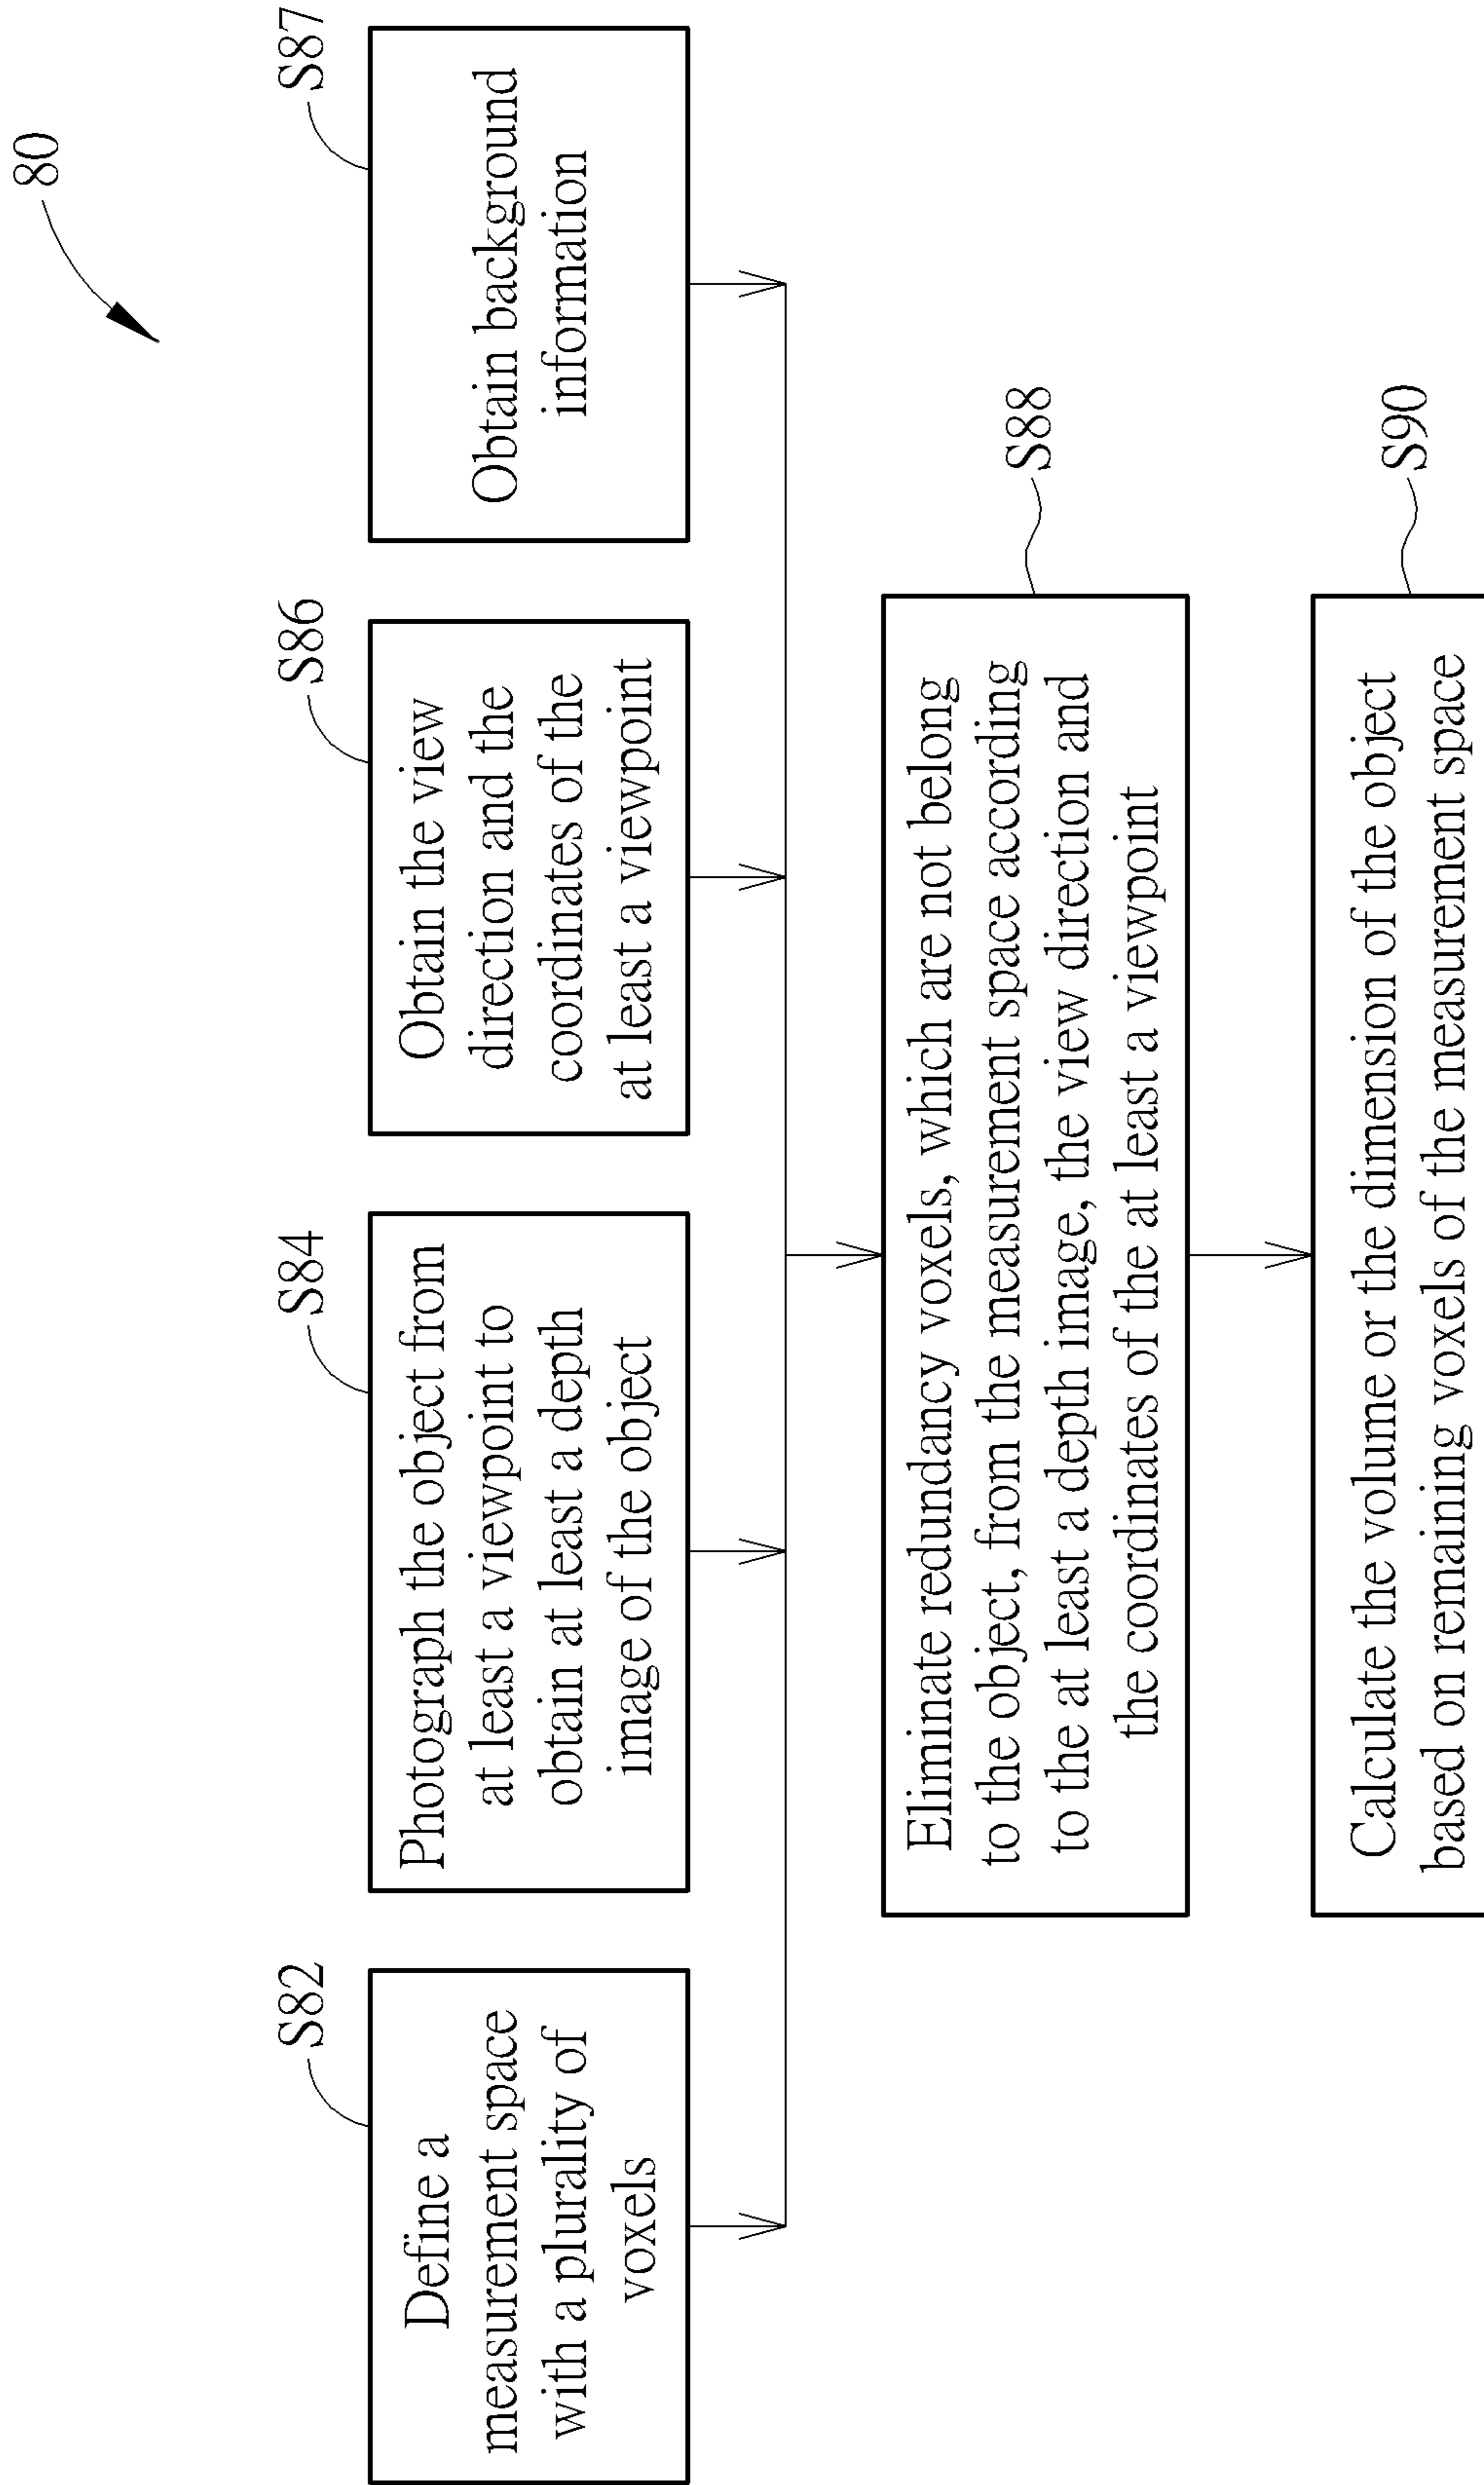 80
S82
Define a
measurement space
with a plurality of
voxels
S84
Photograph the object from
at least a viewpoint to
obtain at least a depth
image of the object
S86
Obtain the view
direction and the
coordinates of the
at least a viewpoint
S87
Obtain background
information
S88
Eliminate redundancy voxels, which are not belong
to the object, from the measurement space according
to the at least a depth image, the view direction and
the coordinates of the at least a viewpoint
S90
Calculate the volume or the dimension of the object
based on remaining voxels of the measurement space